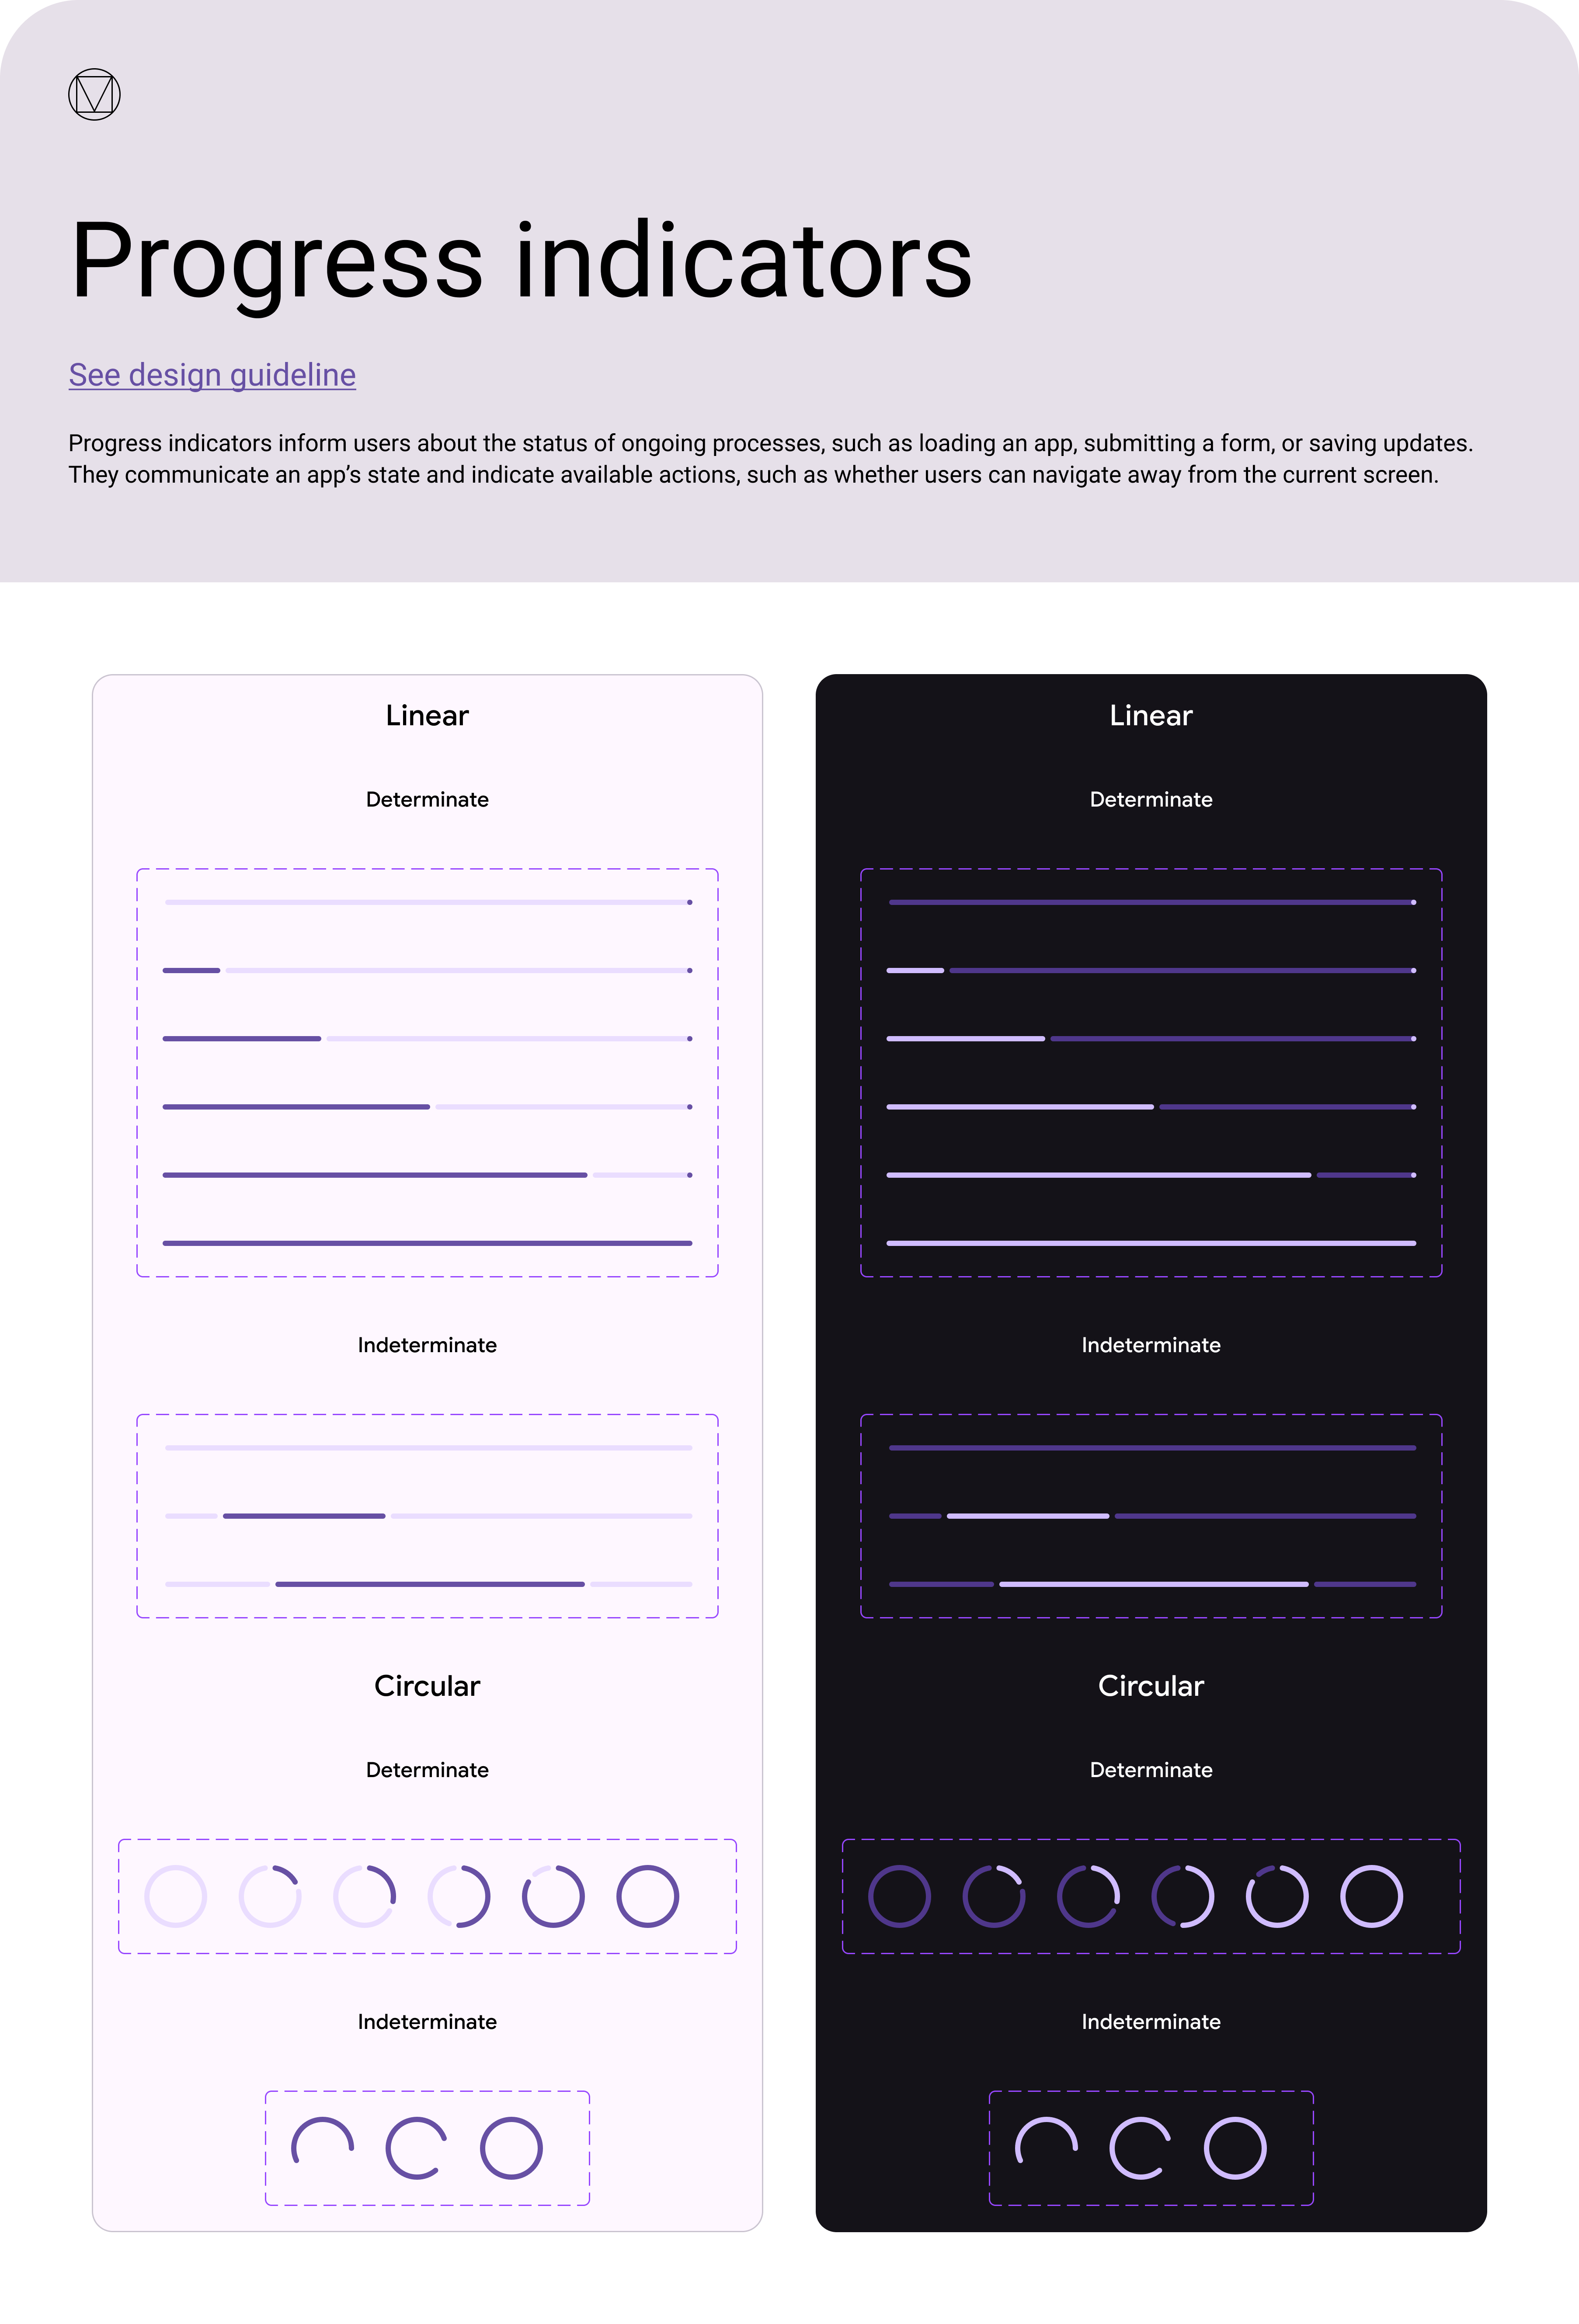 Progress indicators
See design guideline
Progress indicators inform users about the status of ongoing processes, such as loading an app, submitting a form, or saving updates.
They communicate an app’s state and indicate available actions, such as whether users can navigate away from the current screen.
Linear
Determinate
Indeterminate
Circular
Determinate
Indeterminate
Linear
Determinate
Indeterminate
Circular
Determinate
Indeterminate